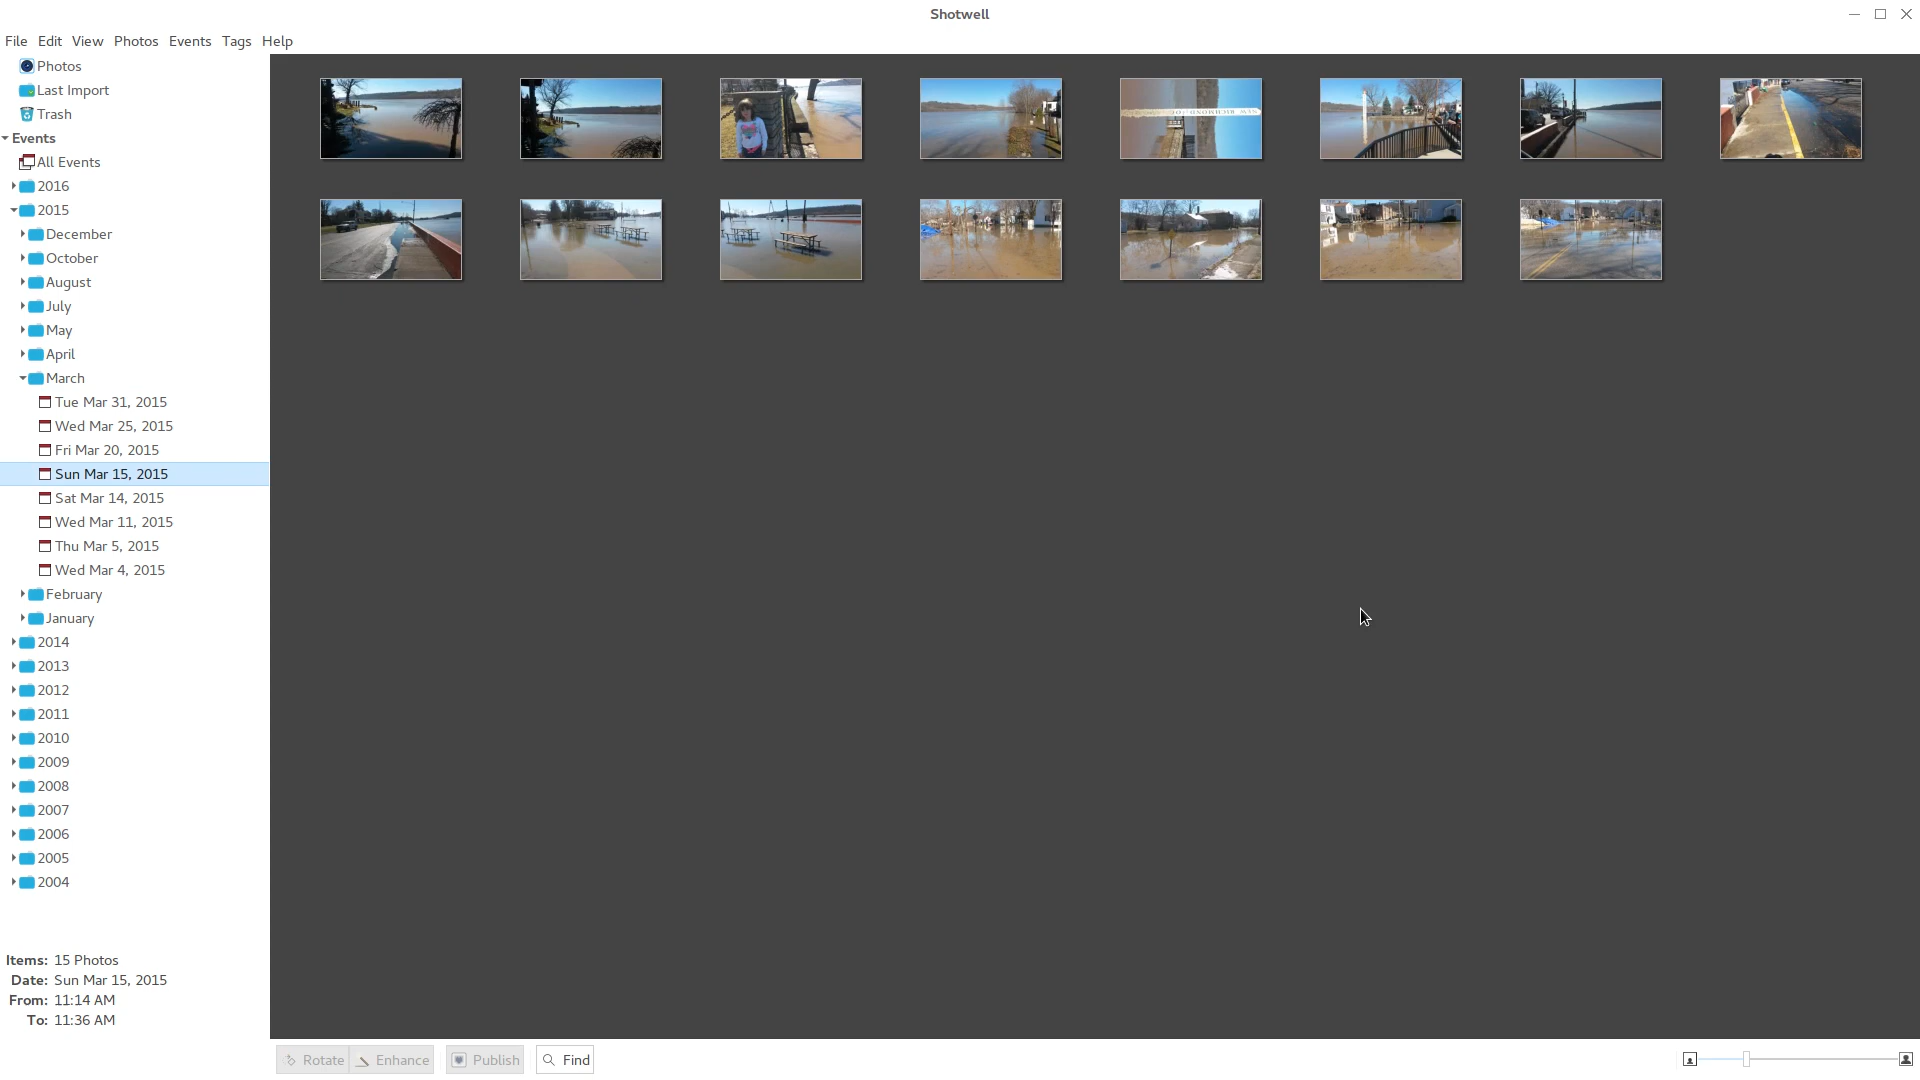 Shotwell
File Edit View Photos Events Tags Help
Photos
Last Import
Trash
Events
All Events
2016
2015
December
October
August
July
May
April
March
Tue Mar 31, 2015
Wed Mar 25, 2015
Fri Mar 20, 2015
Sun Mar 15, 2015
Sat Mar 14, 2015
Wed Mar 11, 2015
Thu Mar 5, 2015
Wed Mar 4, 2015
February
January
2014
2013
2012
2011
2010
2009
2008
2007
2006
2005
2004
Items: 15 Photos
Date: Sun Mar 15, 2015
From: 11:14 AM
To: 11:36 AM
Rotate Enhance Publish Find
NEW RICHMOND